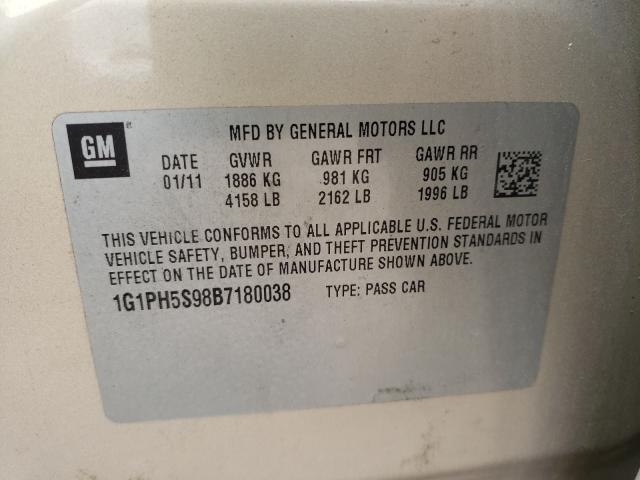 GM
MFD BY GENERAL MOTORS LLC
DATE GVWR GAWR FRT GAWR RR
01/11 1886 KG 981 KG 905 KG
4158 LB 2162 LB 1996 LB
THIS VEHICLE CONFORMS TO ALL APPLICABLE U.S. FEDERAL MOTOR
VEHICLE SAFETY, BUMPER, AND THEFT PREVENTION STANDARDS IN
EFFECT ON THE DATE OF MANUFACTURE SHOWN ABOVE.
1G1PH5S98B7180038 TYPE: PASS CAR